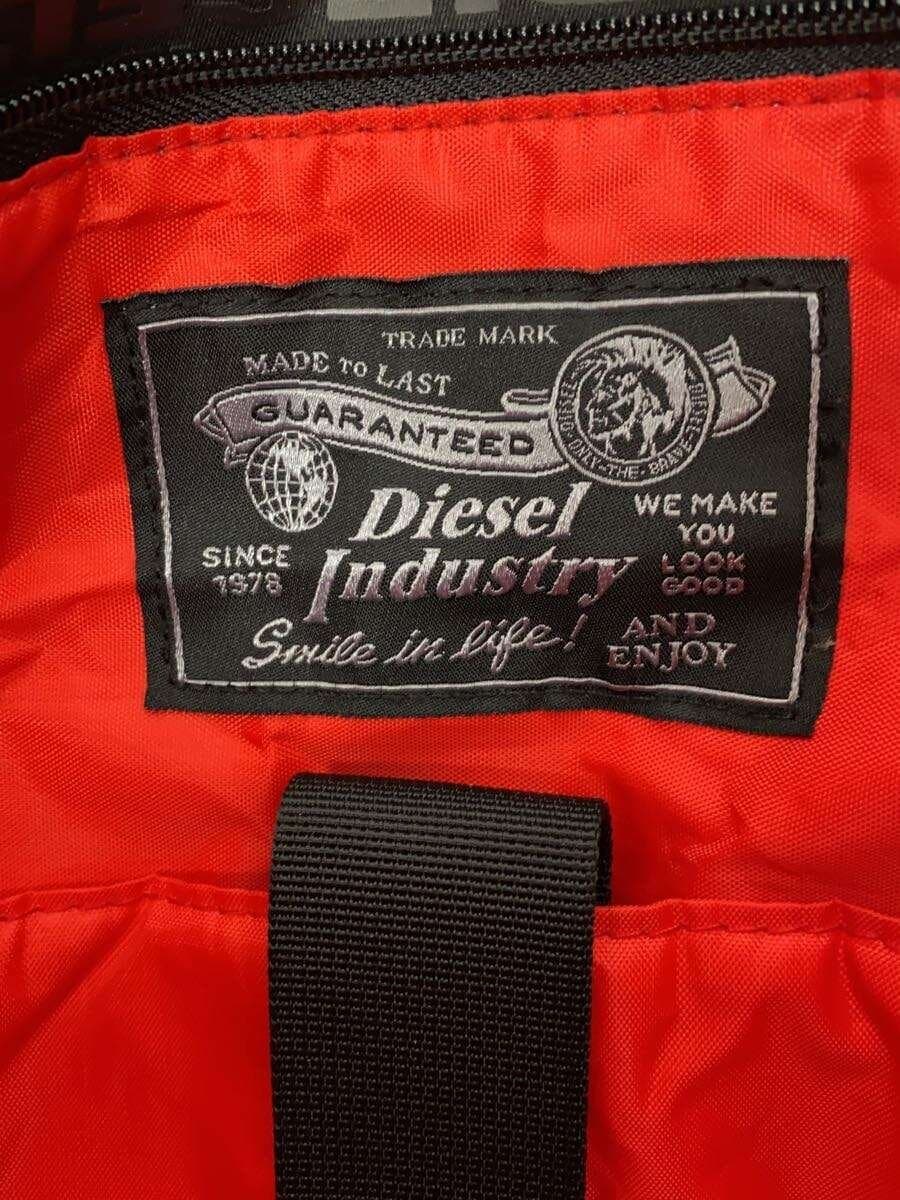 TRADE MARK
MADE TO LAST
GUARANTEED
DIESEL
ONLY-THE-BRAVE
Diesel
Industry
SINCE
1978
WE MAKE
YOU
LOOK
GOOD
AND
ENJOY
Smile in life!